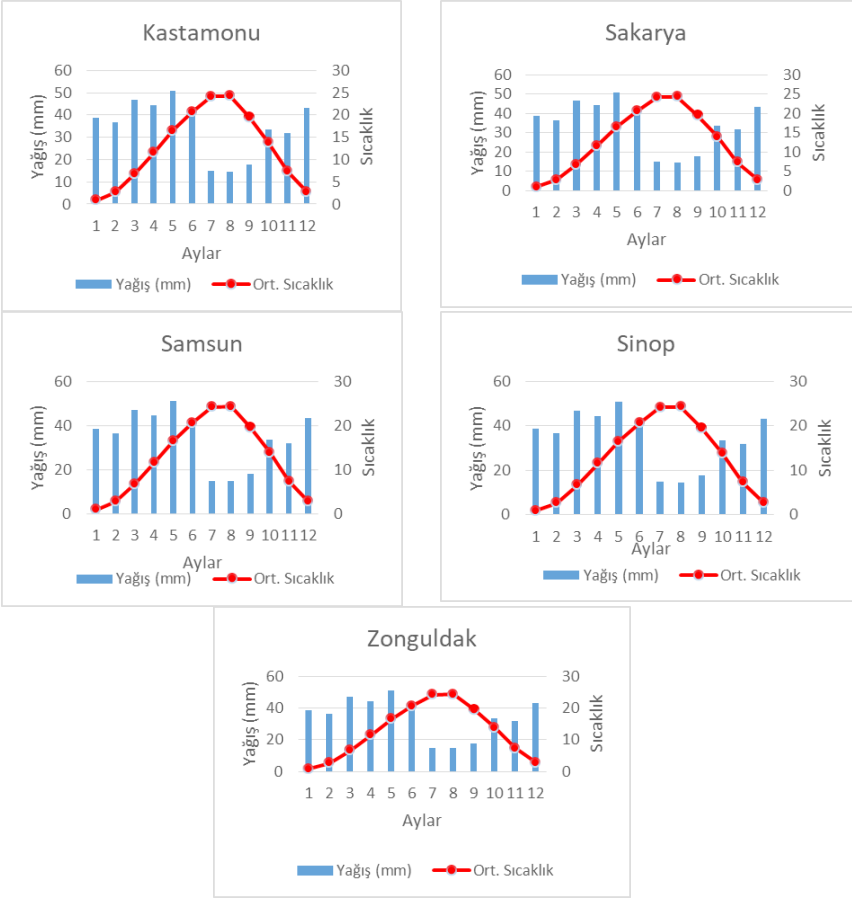 Kastamonu
60 30
50 25
40 20
30 15
20 10
10 5
0 0
Yağış (mm)
Sıcaklık
1 2 3 4 5 6 7 8 9 10 11 12
Aylar
Yağış (mm) Ort. Sıcaklık
Sakarya
60 30
50 25
40 20
30 15
20 10
10 5
0 0
Yağış (mm)
Sıcaklık
1 2 3 4 5 6 7 8 9 10 11 12
Aylar
Yağış (mm) Ort. Sıcaklık
Samsun
60 30
40 20
20 10
0 0
Yağış (mm)
Sıcaklık
1 2 3 4 5 6 7 8 9 10 11 12
Aylar
Yağış (mm) Ort. Sıcaklık
Sinop
60 30
40 20
20 10
0 0
Yağış (mm)
Sıcaklık
1 2 3 4 5 6 7 8 9 10 11 12
Aylar
Yağış (mm) Ort. Sıcaklık
Zonguldak
60 30
40 20
20 10
0 0
Yağış (mm)
Sıcaklık
1 2 3 4 5 6 7 8 9 10 11 12
Aylar
Yağış (mm) Ort. Sıcaklık